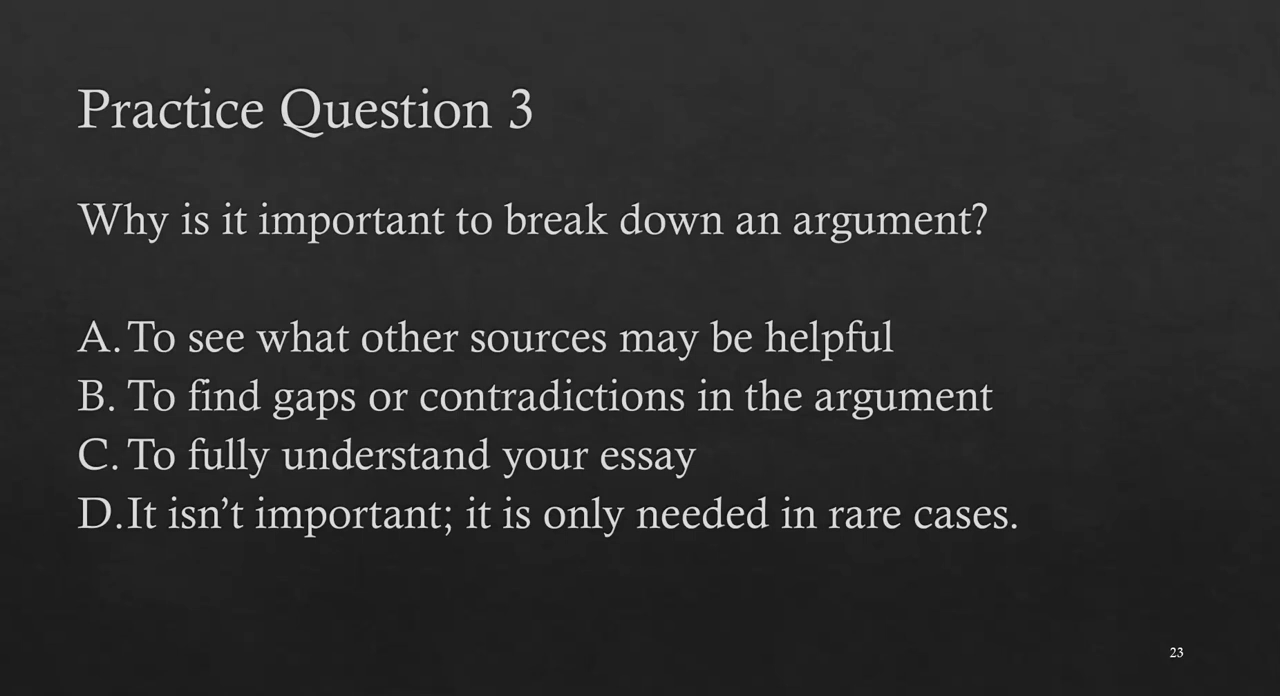 Practice Question 3
Why is it important to break down an argument?
A. To see what other sources may be helpful
B. To find gaps or contradictions in the argument
C. To fully understand your essay
D.It isn’t important; it is only needed in rare cases.
23